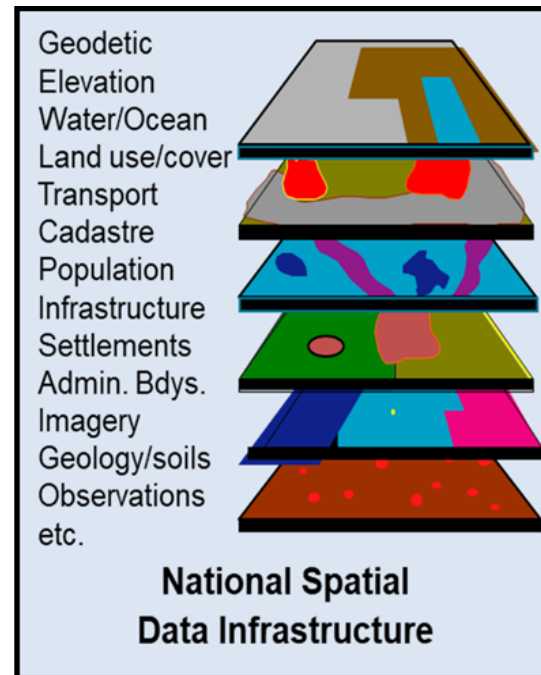 Geodetic
Elevation
Water/Ocean
Land use/cover
Transport
Cadastre
Population
Infrastructure
Settlements
Admin. Bdys.
Imagery
Geology/soils
Observations
etc.
National Spatial
Data Infrastructure